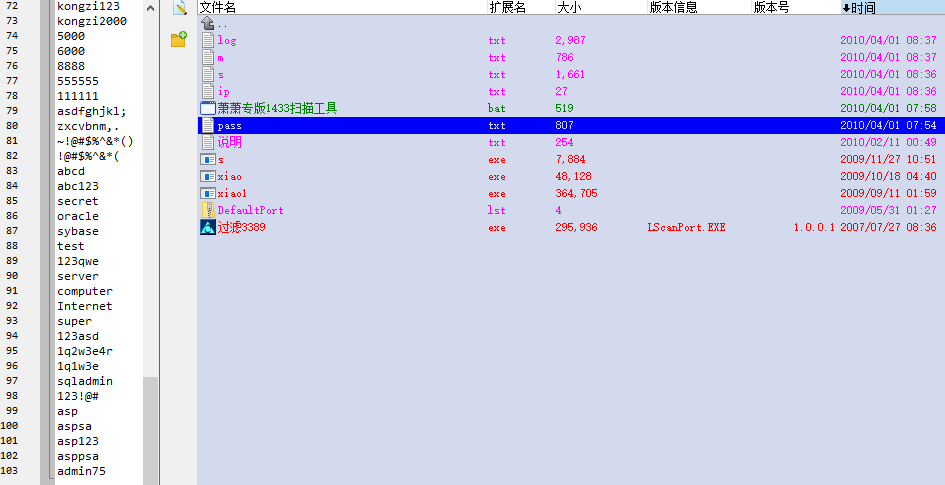 72 kongzi123
73 kongzi2000
74 5000
75 6000
76 8888
77 555555
78 111111
79 asdfghjkl;
80 zxcvbnm,.
81 ~!@#$%^&*()
82 !@#$%^&*(
83 abcd
84 abc123
85 secret
86 oracle
87 sybase
88 test
89 123qwe
90 server
91 computer
92 Internet
93 super
94 123asd
95 1q2w3e4r
96 1q1w3e
97 sqladmin
98 123!@#
99 asp
100 aspsa
101 asp123
102 asppsa
103 admin75
文件名 扩展名 大小 版本信息 版本号 时间
..
log txt 2,987 2010/04/01 08:37
m txt 786 2010/04/01 08:37
s txt 1,661 2010/04/01 08:36
ip txt 27 2010/04/01 08:36
萧萧专版1433扫描工具 bat 519 2010/04/01 07:58
pass txt 807 2010/04/01 07:54
说明 txt 254 2010/02/11 00:49
s exe 7,884 2009/11/27 10:51
xiao exe 48,128 2009/10/18 04:40
xiao1 exe 364,705 2009/09/11 01:59
DefaultPort lst 4 2009/05/31 01:27
过滤3389 exe 295,936 LScanPort.EXE 1.0.0.1 2007/07/27 08:36